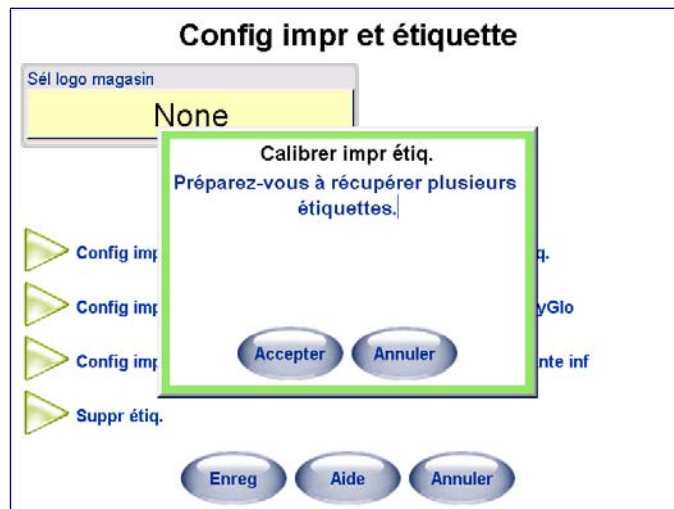 Config impr et étiquette
Sél logo magasin
None
Calibrer impr étiq.
Préparez-vous à récupérer plusieurs
étiquettes.
Accepter Annuler
Config imp q.
Config imp yGlo
Config imp nte inf
Suppr étiq.
Enreg Aide Annuler